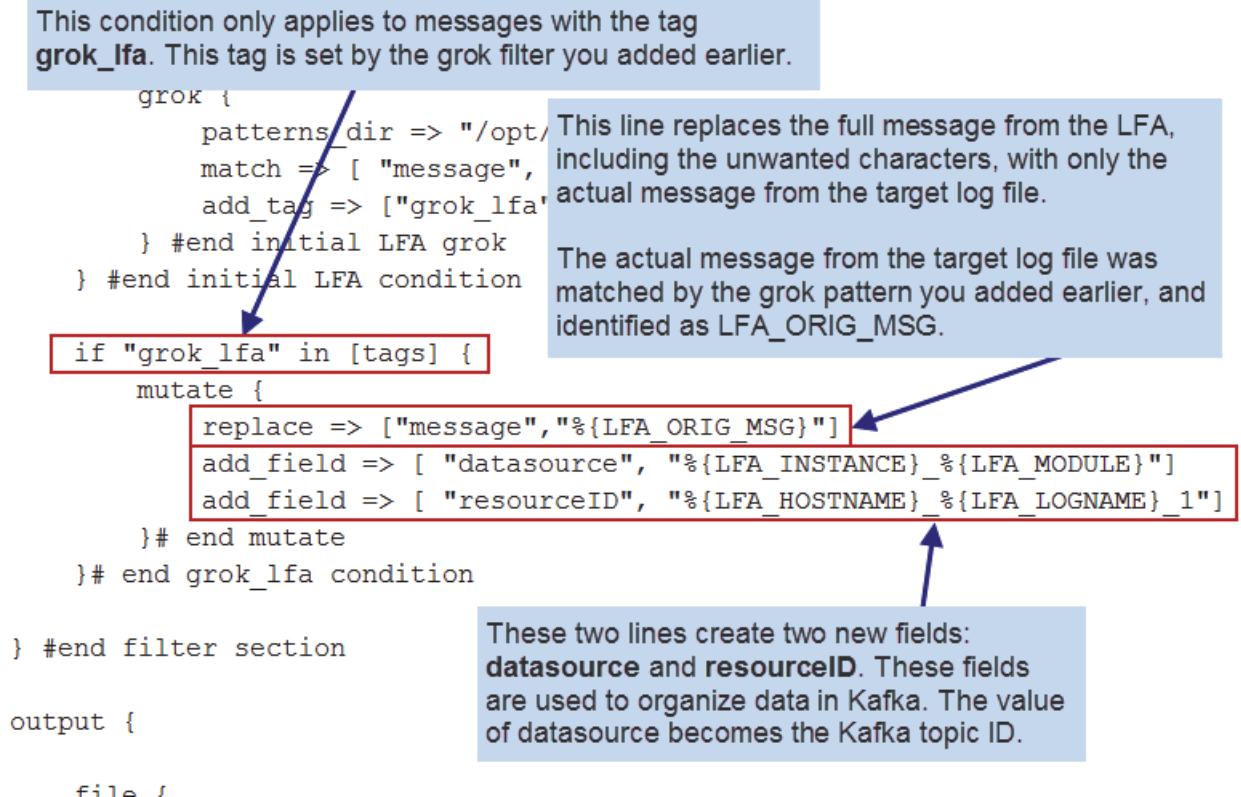 This condition only applies to messages with the tag
grok_lfa. This tag is set by the grok filter you added earlier.
grok {
patterns_dir => "/opt/
match => [ "message",
add_tag => ["grok_lfa"
} #end initial LFA grok
} #end initial LFA condition
This line replaces the full message from the LFA,
including the unwanted characters, with only the
actual message from the target log file.
The actual message from the target log file was
matched by the grok pattern you added earlier, and
identified as LFA_ORIG_MSG.
if "grok_lfa" in [tags] {
mutate {
replace => ["message","%{LFA_ORIG_MSG}"]
add_field => [ "datasource", "%{LFA_INSTANCE}_%{LFA_MODULE}"]
add_field => [ "resourceID", "%{LFA_HOSTNAME}_%{LFA_LOGNAME}_1"]
}# end mutate
}# end grok_lfa condition
These two lines create two new fields:
datasource and resourceID. These fields
are used to organize data in Kafka. The value
of datasource becomes the Kafka topic ID.
} #end filter section
output {
file {